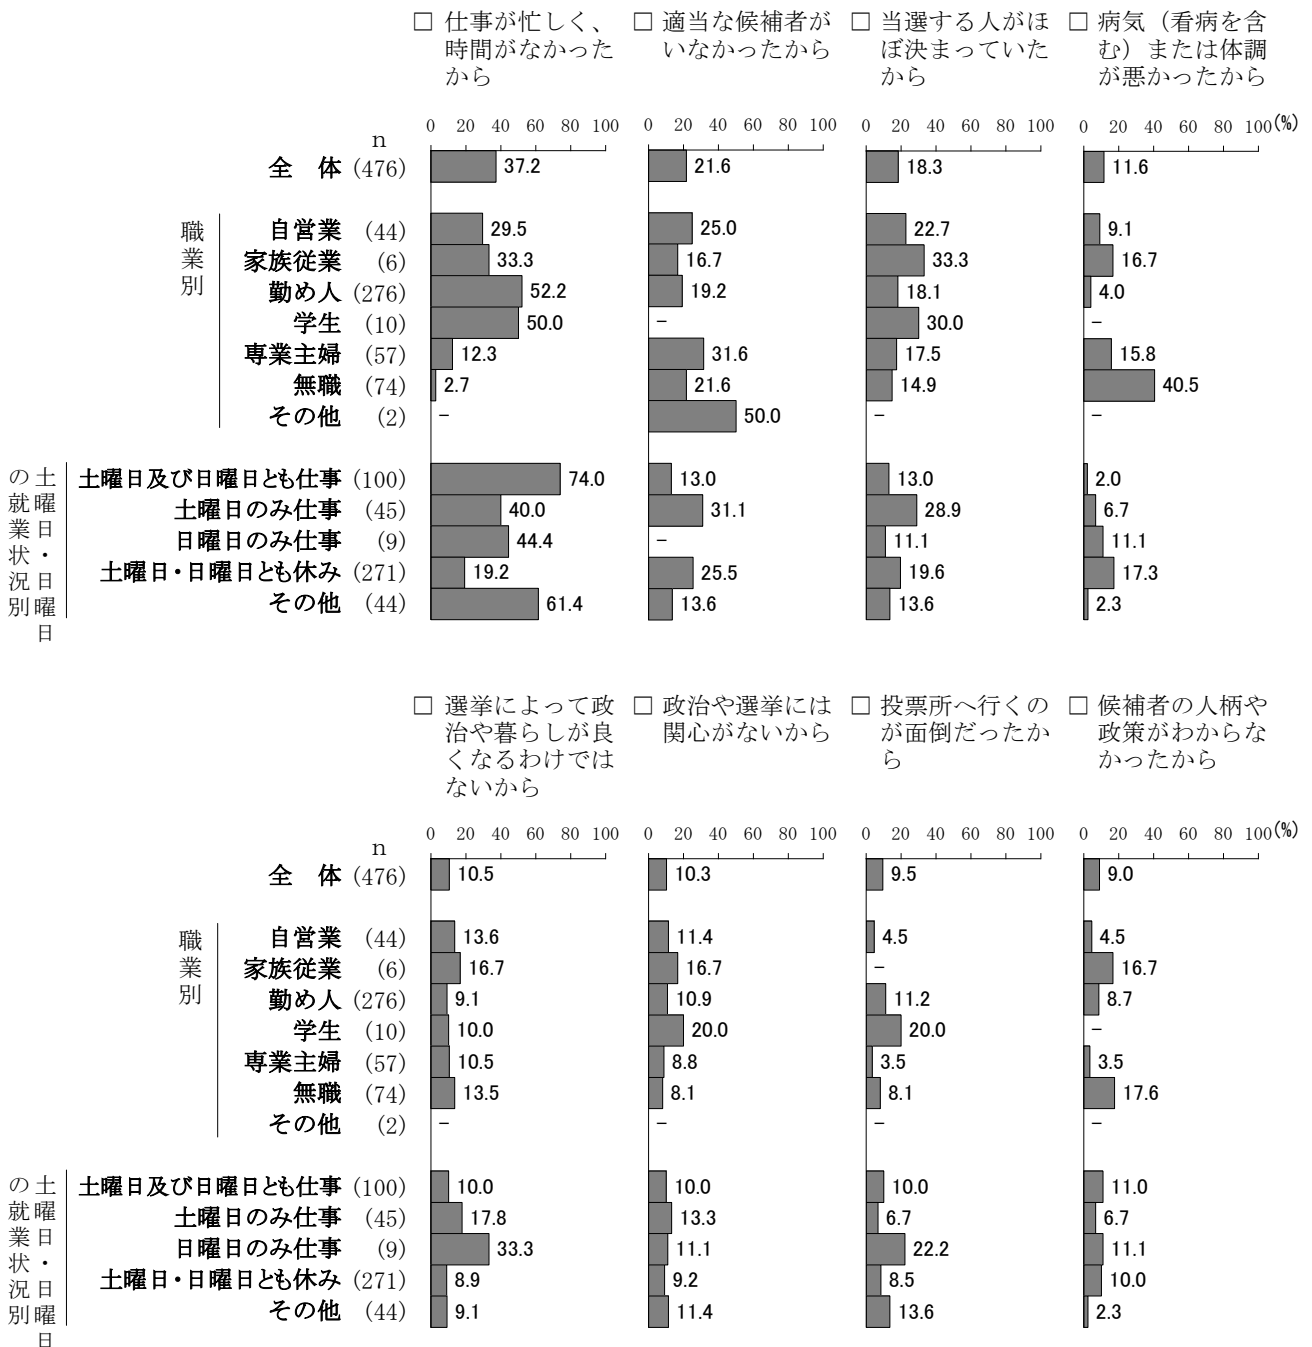 □ 仕事が忙しく、時間がなかったから
□ 適当な候補者がいなかったから
□ 当選する人がほぼ決まっていたから
□ 病気（看病を含む）または体調が悪かったから
0 20 40 60 80 100 0 20 40 60 80 100 0 20 40 60 80 100 0 20 40 60 80 100(%)
n
全 体 (476) 37.2 21.6 18.3 11.6
職業別
自営業 (44) 29.5 25.0 22.7 9.1
家族従業 (6) 33.3 16.7 33.3 16.7
勤め人 (276) 52.2 19.2 18.1 4.0
学生 (10) 50.0 － 30.0 －
専業主婦 (57) 12.3 31.6 17.5 15.8
無職 (74) 2.7 21.6 14.9 40.5
その他 (2) － 50.0 － －
土曜日・日曜日の就業状況別
土曜日及び日曜日とも仕事 (100) 74.0 13.0 13.0 2.0
土曜日のみ仕事 (45) 40.0 31.1 28.9 6.7
日曜日のみ仕事 (9) 44.4 － 11.1 11.1
土曜日・日曜日とも休み (271) 19.2 25.5 19.6 17.3
その他 (44) 61.4 13.6 13.6 2.3
□ 選挙によって政治や暮らしが良くなるわけではないから
□ 政治や選挙には関心がないから
□ 投票所へ行くのが面倒だったから
□ 候補者の人柄や政策がわからなかったから
0 20 40 60 80 100 0 20 40 60 80 100 0 20 40 60 80 100 0 20 40 60 80 100(%)
n
全 体 (476) 10.5 10.3 9.5 9.0
職業別
自営業 (44) 13.6 11.4 4.5 4.5
家族従業 (6) 16.7 16.7 － 16.7
勤め人 (276) 9.1 10.9 11.2 8.7
学生 (10) 10.0 20.0 20.0 －
専業主婦 (57) 10.5 8.8 3.5 3.5
無職 (74) 13.5 8.1 8.1 17.6
その他 (2) － － － －
土曜日・日曜日の就業状況別
土曜日及び日曜日とも仕事 (100) 10.0 10.0 10.0 11.0
土曜日のみ仕事 (45) 17.8 13.3 6.7 6.7
日曜日のみ仕事 (9) 33.3 11.1 22.2 11.1
土曜日・日曜日とも休み (271) 8.9 9.2 8.5 10.0
その他 (44) 9.1 11.4 13.6 2.3